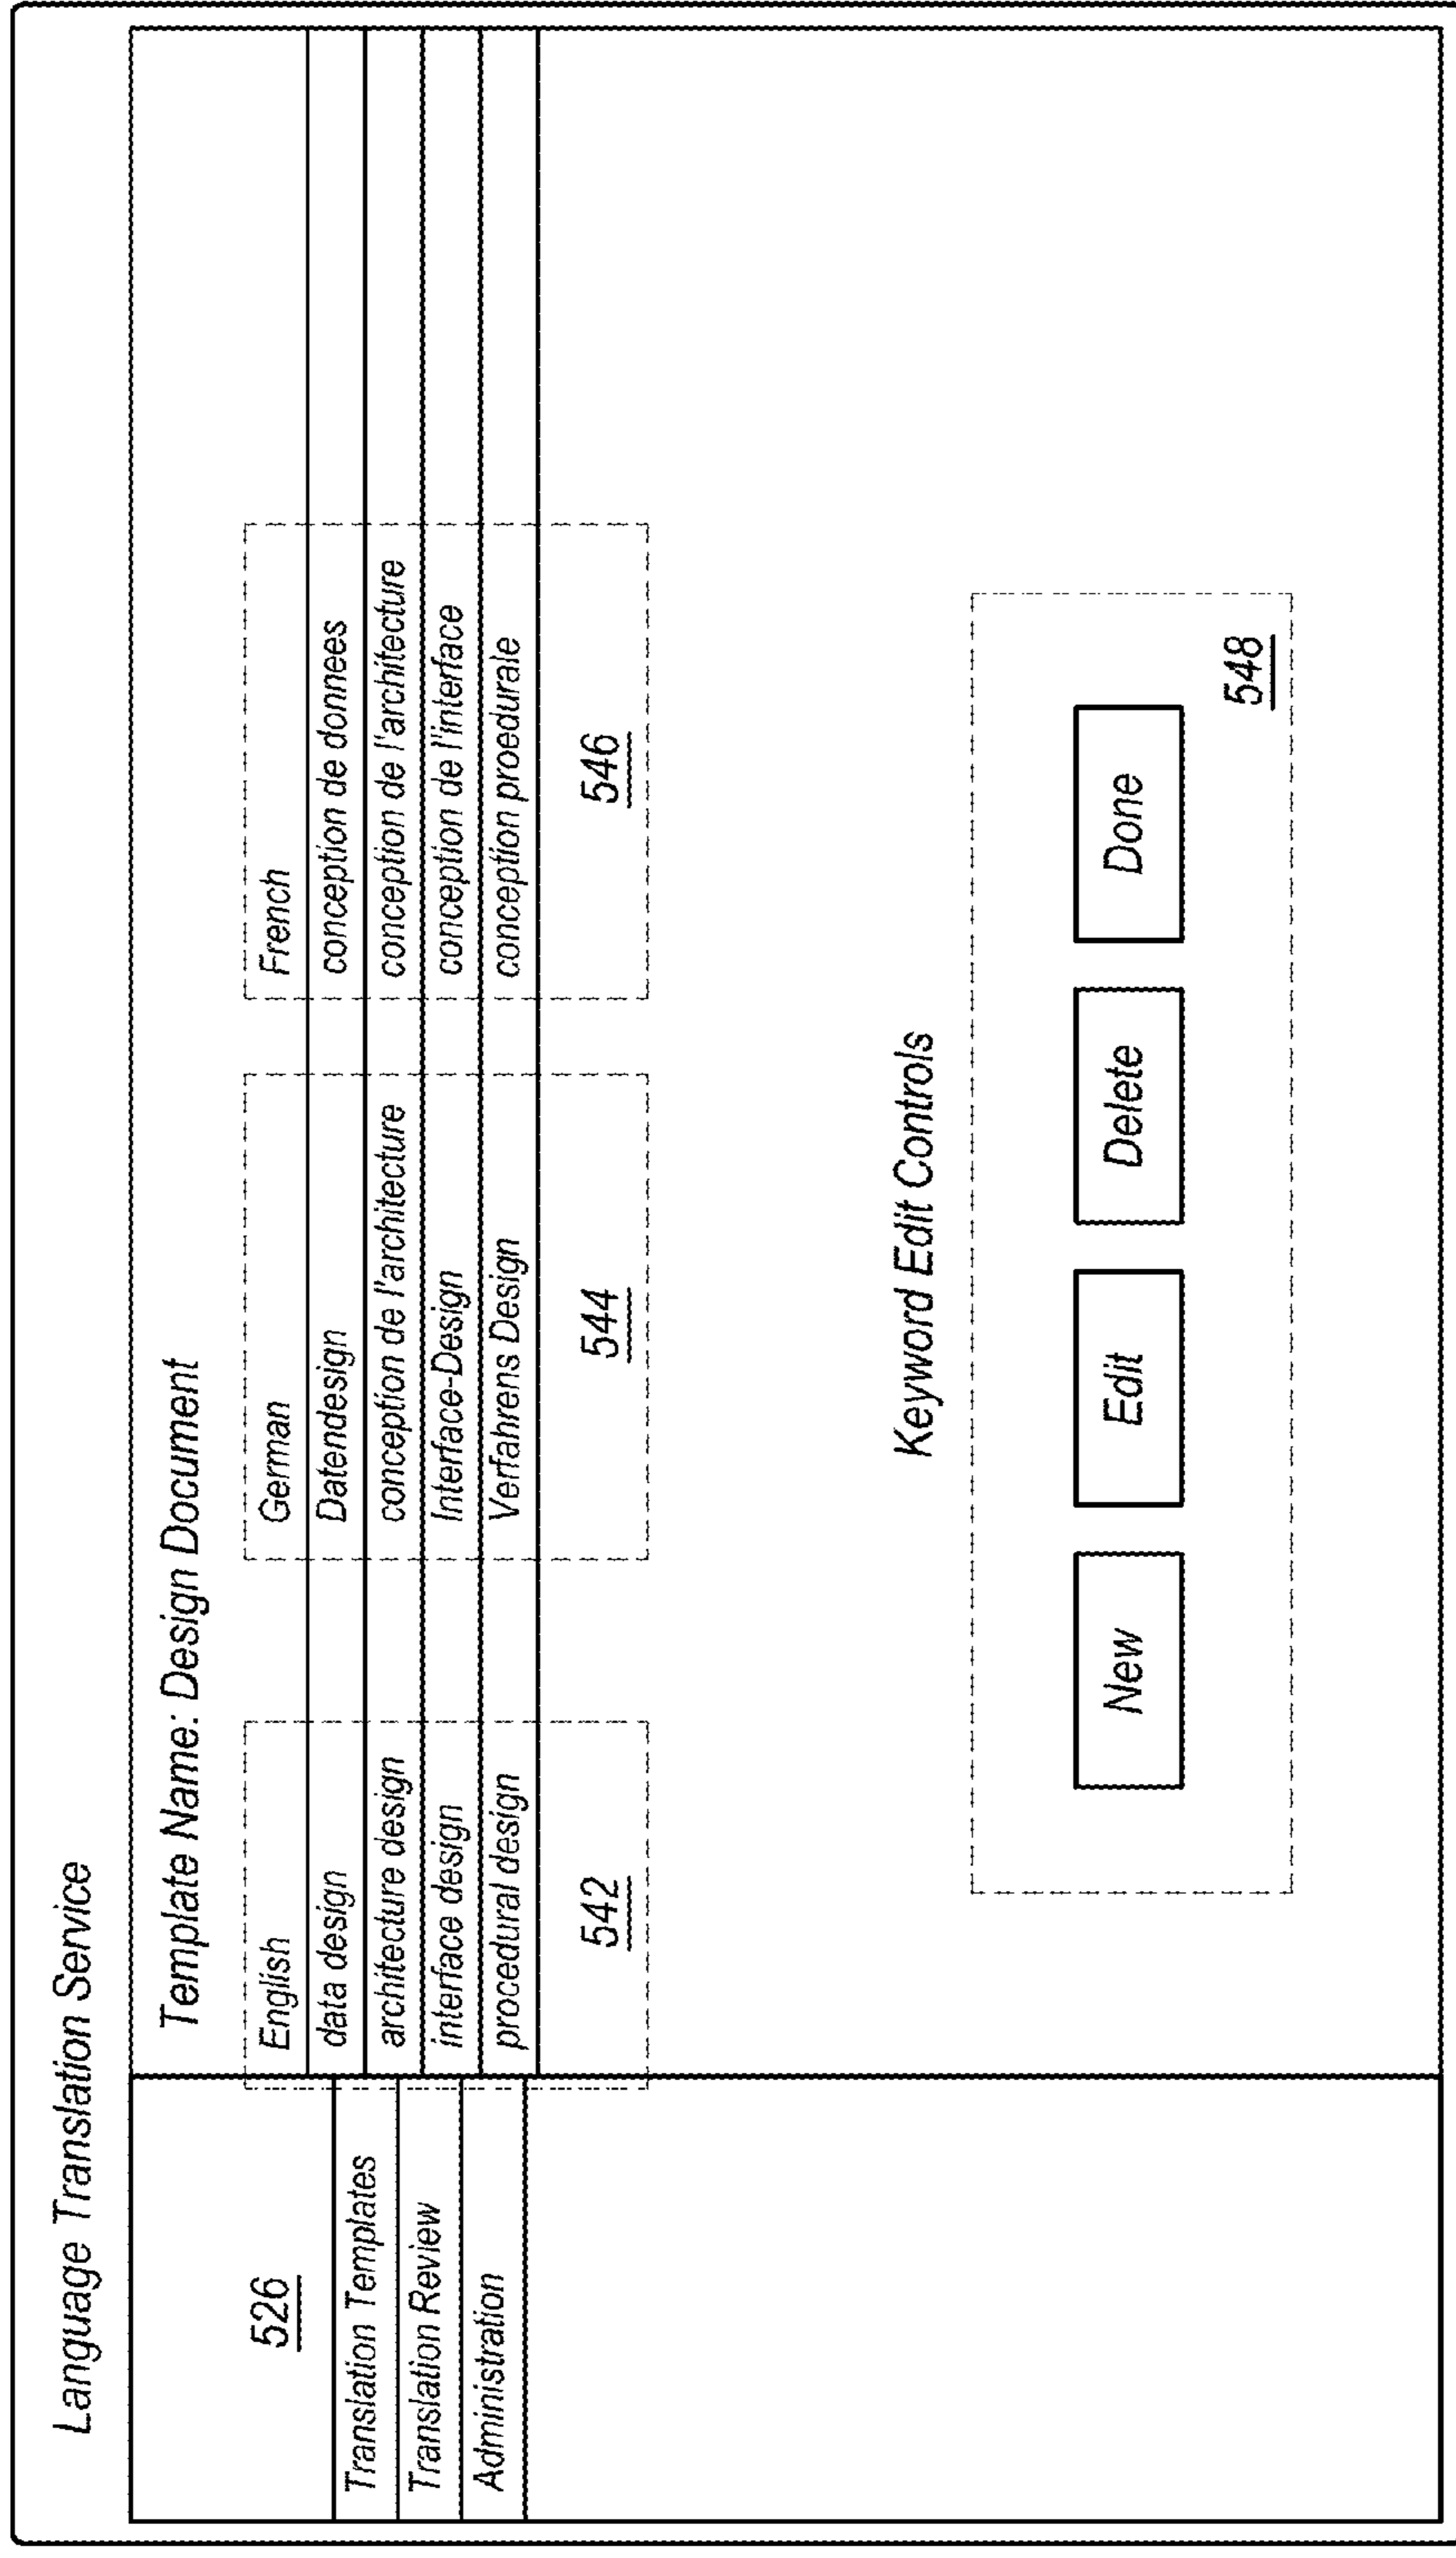 Language Translation Service
526
Translation Templates
Translation Review
Administration
Template Name: Design Document
English German French
data design Datendesign conception de donnees
architecture design conception de l'architecture conception de l'architecture
interface design Interface-Design conception de l'interface
procedural design Verfahrens Design conception proedurale
542 544 546
Keyword Edit Controls
New Edit Delete Done
548